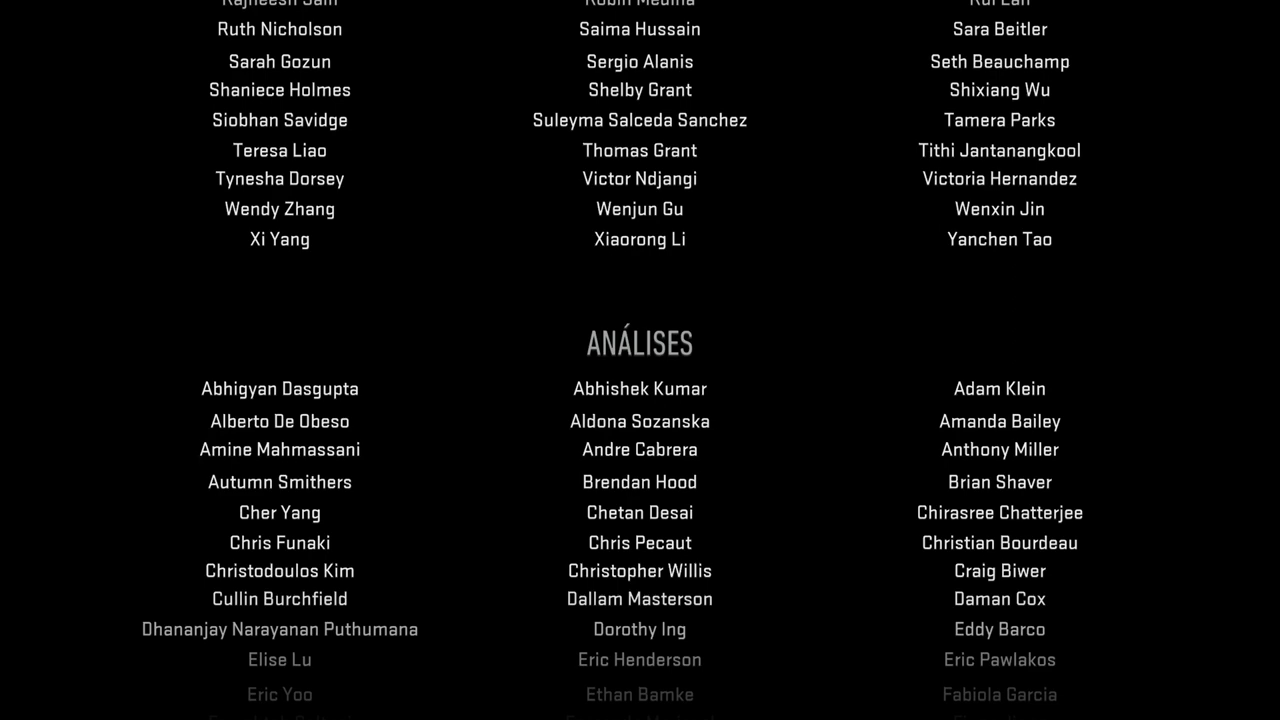 Ruth Nicholson Saima Hussain Sara Beitler
Sarah Gozun Sergio Alanis Seth Beauchamp
Shaniece Holmes Shelby Grant Shixiang Wu
Siobhan Savidge Suleyma Salceda Sanchez Tamera Parks
Teresa Liao Thomas Grant Tithi Jantanangkool
Tynesha Dorsey Victor Ndjangi Victoria Hernandez
Wendy Zhang Wenjun Gu Wenxin Jin
Xi Yang Xiaorong Li Yanchen Tao
ANÁLISES
Abhigyan Dasgupta Abhishek Kumar Adam Klein
Alberto De Obeso Aldona Sozanska Amanda Bailey
Amine Mahmassani Andre Cabrera Anthony Miller
Autumn Smithers Brendan Hood Brian Shaver
Cher Yang Chetan Desai Chirasree Chatterjee
Chris Funaki Chris Pecaut Christian Bourdeau
Christodoulos Kim Christopher Willis Craig Biwer
Cullin Burchfield Dallam Masterson Daman Cox
Dhananjay Narayanan Puthumana Dorothy Ing Eddy Barco
Elise Lu Eric Henderson Eric Pawlakos
Eric Yoo Ethan Bamke Fabiola Garcia